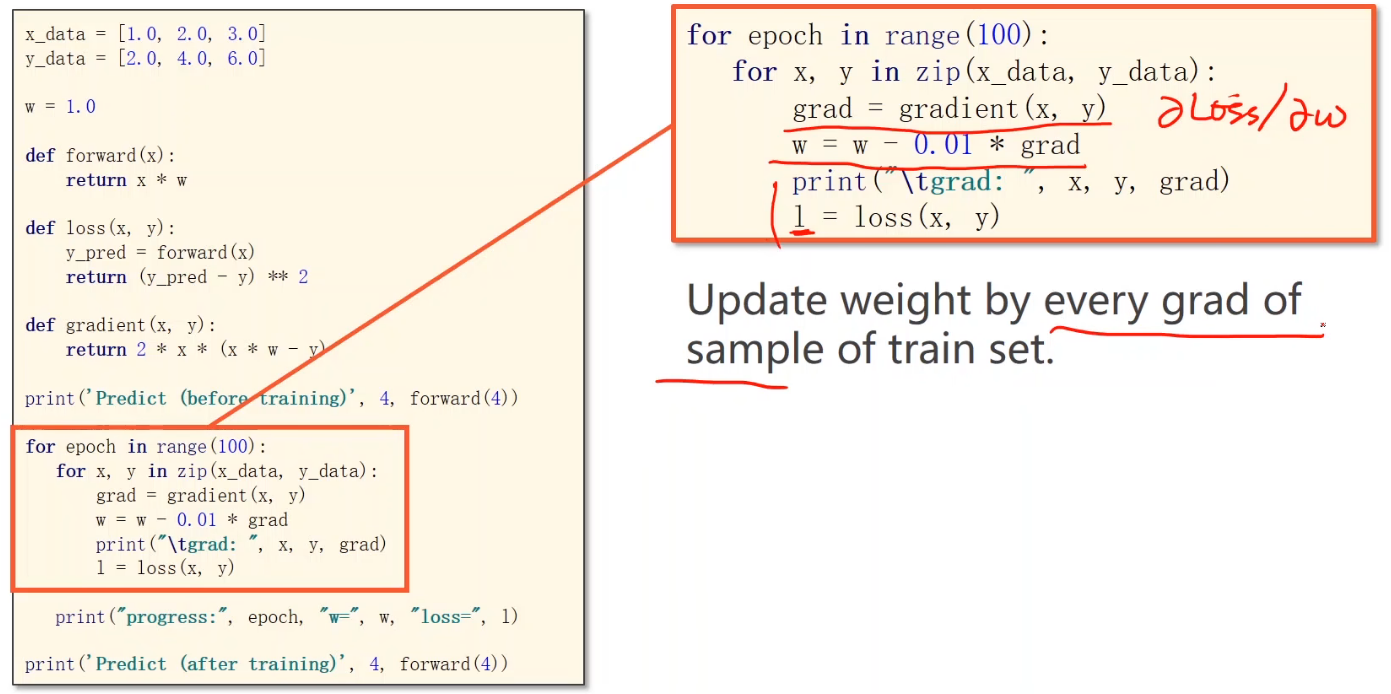 x_data = [1.0, 2.0, 3.0]
y_data = [2.0, 4.0, 6.0]
w = 1.0
def forward(x):
    return x * w
def loss(x, y):
    y_pred = forward(x)
    return (y_pred - y) ** 2
def gradient(x, y):
    return 2 * x * (x * w - y)
print('Predict (before training)', 4, forward(4))
for epoch in range(100):
    for x, y in zip(x_data, y_data):
        grad = gradient(x, y)
        w = w - 0.01 * grad
        print("\tgrad: ", x, y, grad)
        l = loss(x, y)
    print("progress:", epoch, "w=", w, "loss=", l)
print('Predict (after training)', 4, forward(4))
for epoch in range(100):
    for x, y in zip(x_data, y_data):
        grad = gradient(x, y) ∂Loss/∂w
        w = w - 0.01 * grad
        print("\tgrad: ", x, y, grad)
        l = loss(x, y)
Update weight by every grad of
sample of train set.